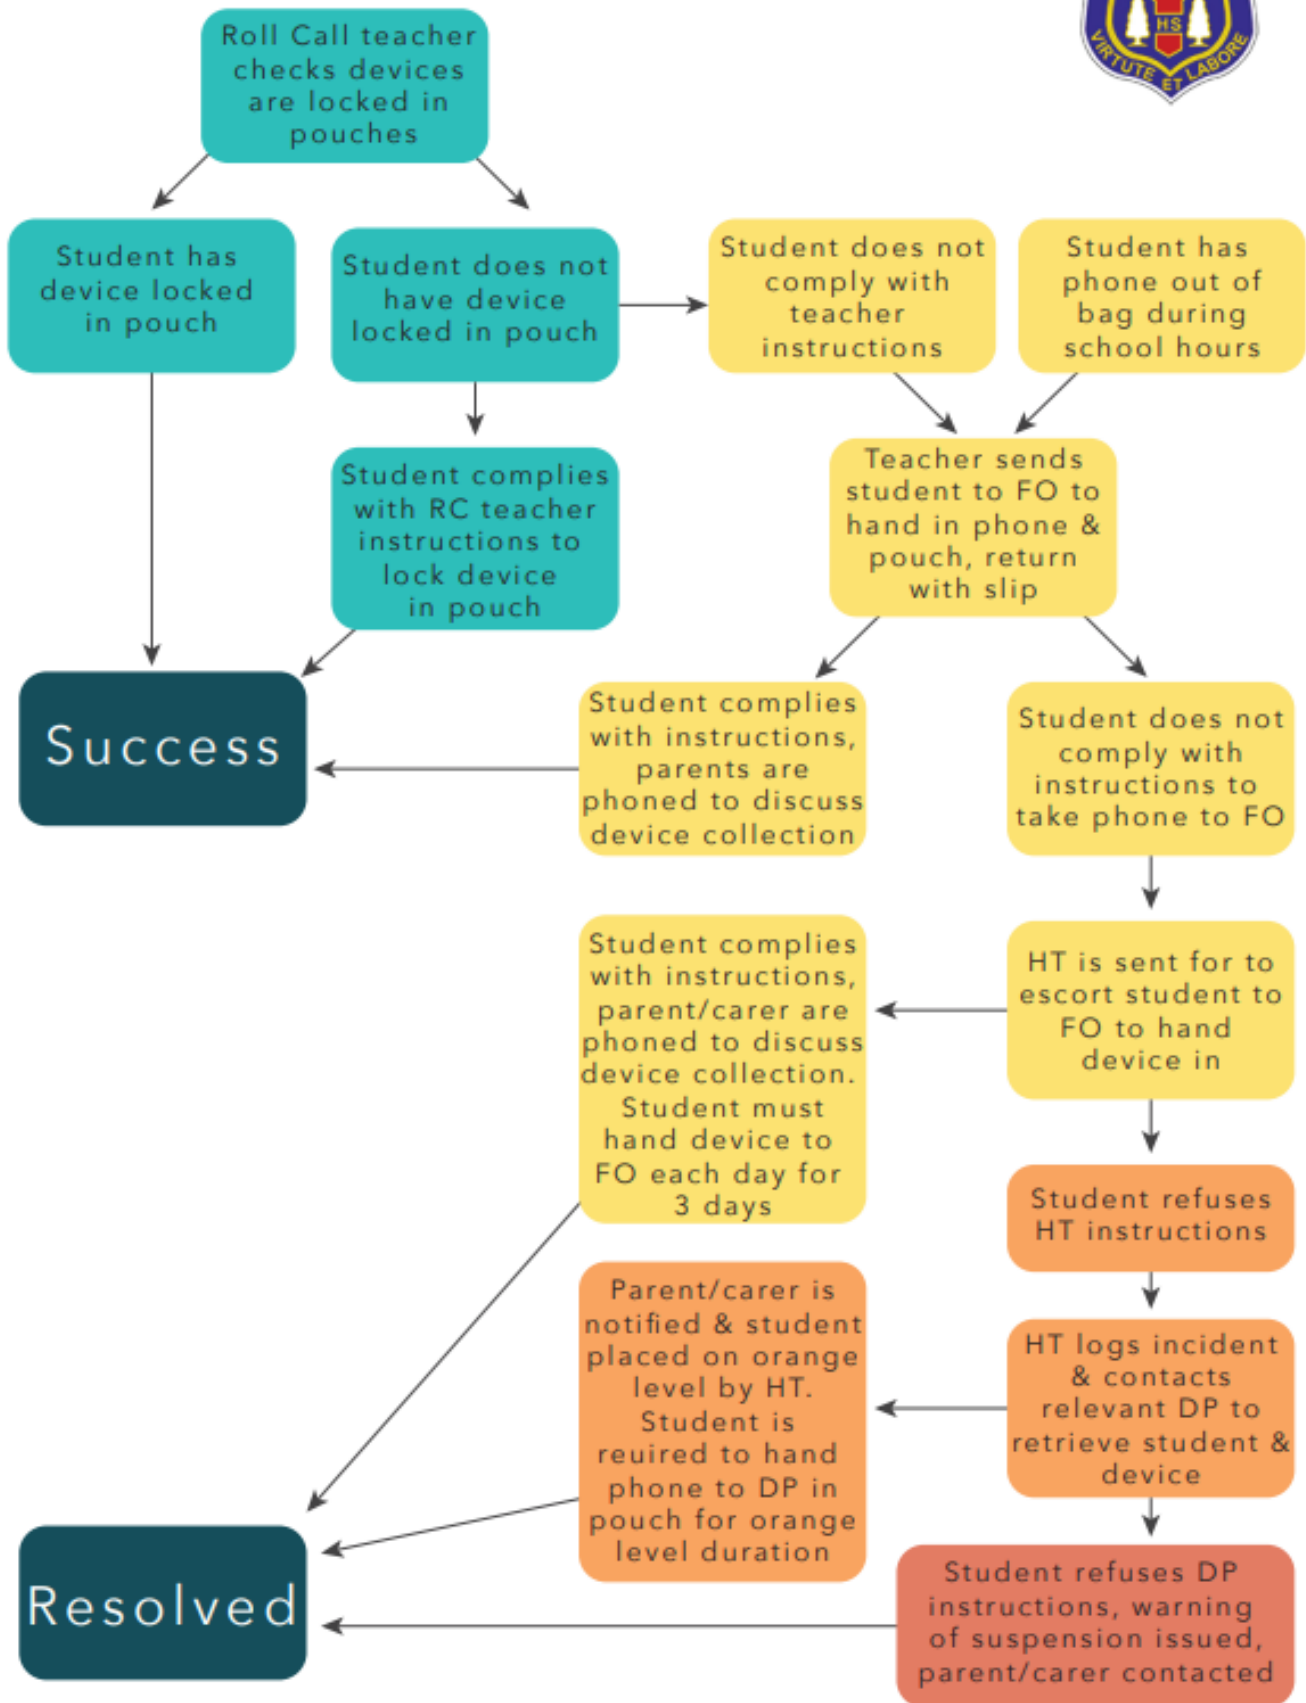 HS
VIRTUTE ET LABORE
Roll Call teacher
checks devices
are locked in
pouches
Student has
device locked
in pouch
Student does not
have device
locked in pouch
Student does not
comply with
teacher
instructions
Student has
phone out of
bag during
school hours
Student complies
with RC teacher
instructions to
lock device
in pouch
Teacher sends
student to FO to
hand in phone &
pouch, return
with slip
Success
Student complies
with instructions,
parents are
phoned to discuss
device collection
Student does not
comply with
instructions to
take phone to FO
Student complies
with instructions,
parent/carer are
phoned to discuss
device collection.
Student must
hand device to
FO each day for
3 days
HT is sent for to
escort student to
FO to hand
device in
Student refuses
HT instructions
Parent/carer is
notified & student
placed on orange
level by HT.
Student is
reuired to hand
phone to DP in
pouch for orange
level duration
HT logs incident
& contacts
relevant DP to
retrieve student &
device
Resolved
Student refuses DP
instructions, warning
of suspension issued,
parent/carer contacted